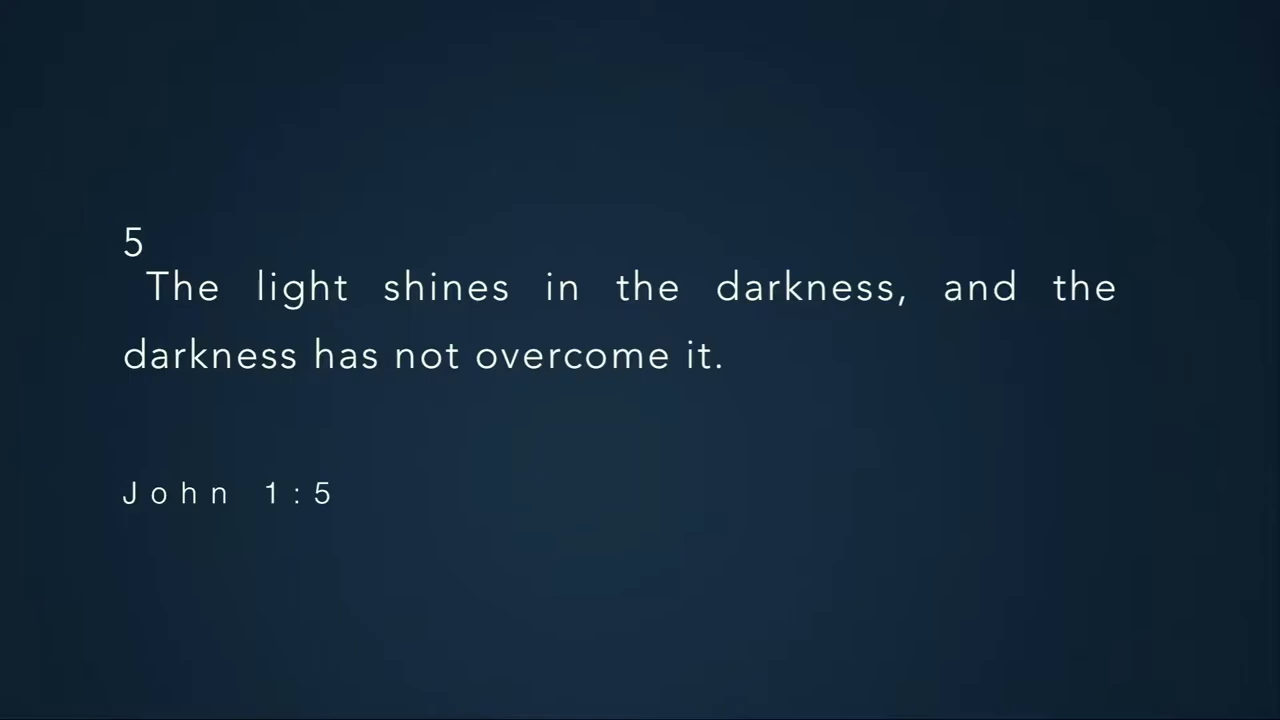 5
The light shines in the darkness, and the
darkness has not overcome it.
John 1:5